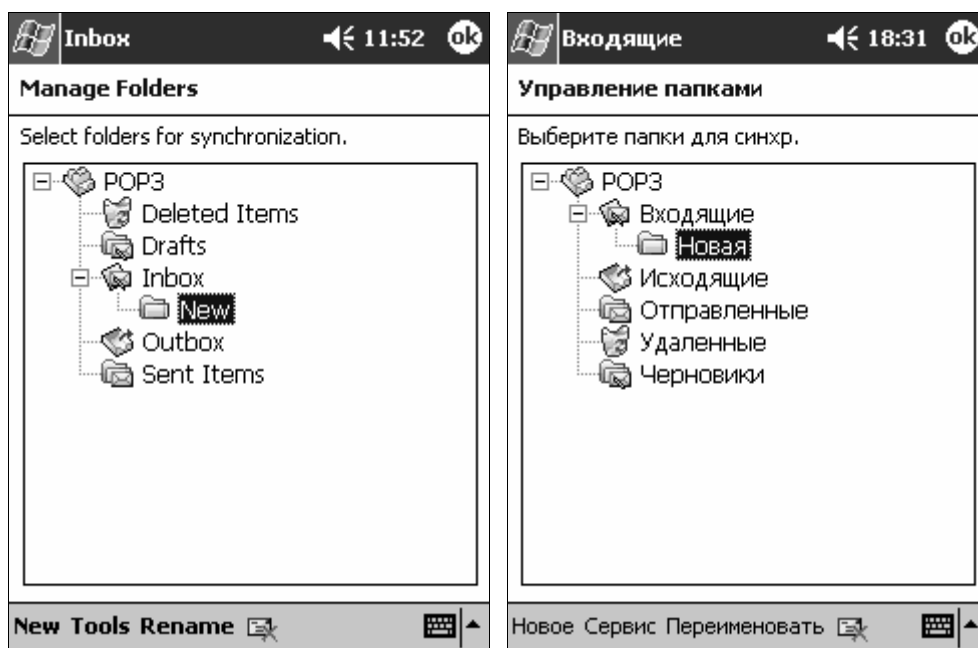 Inbox 11:52 ok
Manage Folders
Select folders for synchronization.
POP3
Deleted Items
Drafts
Inbox
New
Outbox
Sent Items
New Tools Rename
Входящие 18:31 ok
Управление папками
Выберите папки для синхр.
POP3
Входящие
Новая
Исходящие
Отправленные
Удаленные
Черновики
Новое Сервис Переименовать